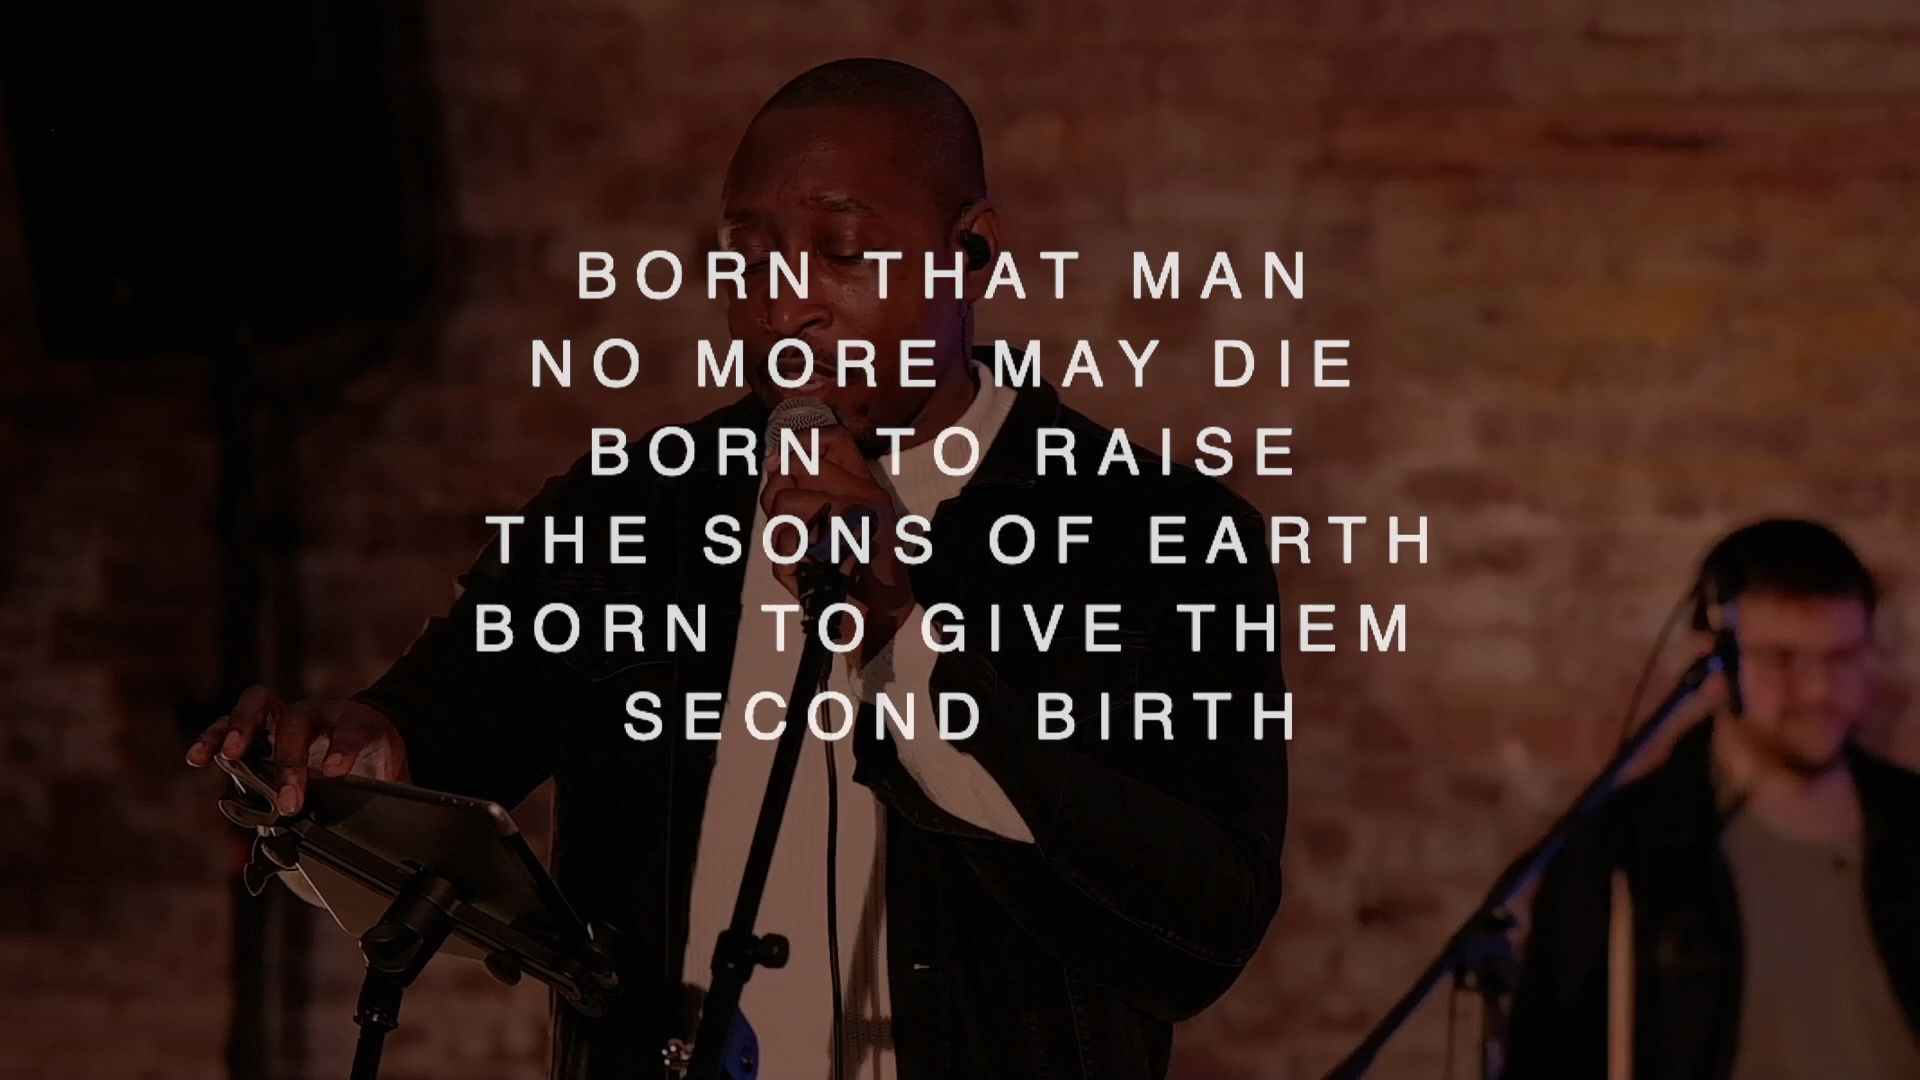 BORN THAT MAN
NO MORE MAY DIE
BORN TO RAISE
THE SONS OF EARTH
BORN TO GIVE THEM
SECOND BIRTH